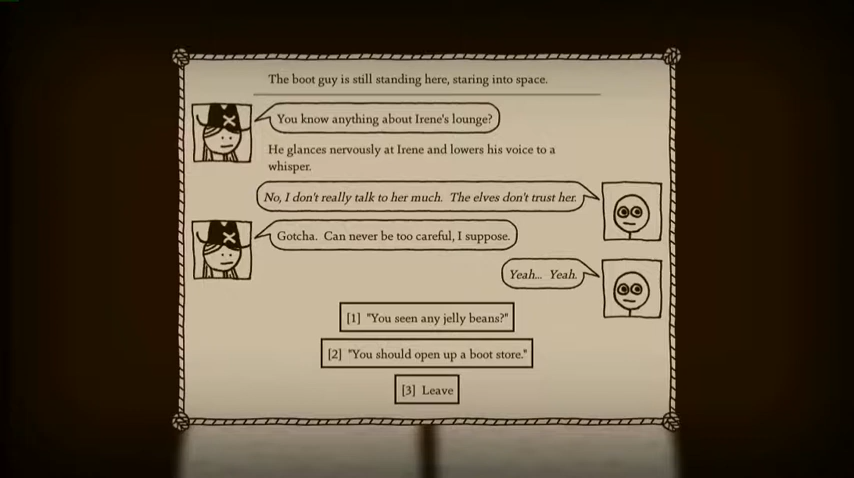 The boot guy is still standing here, staring into space.
You know anything about Irene's lounge?
He glances nervously at Irene and lowers his voice to a
whisper.
No, I don't really talk to her much. The elves don't trust her.
Gotcha. Can never be too careful, I suppose.
Yeah... Yeah.
[1] "You seen any jelly beans?"
[2] "You should open up a boot store."
[3] Leave